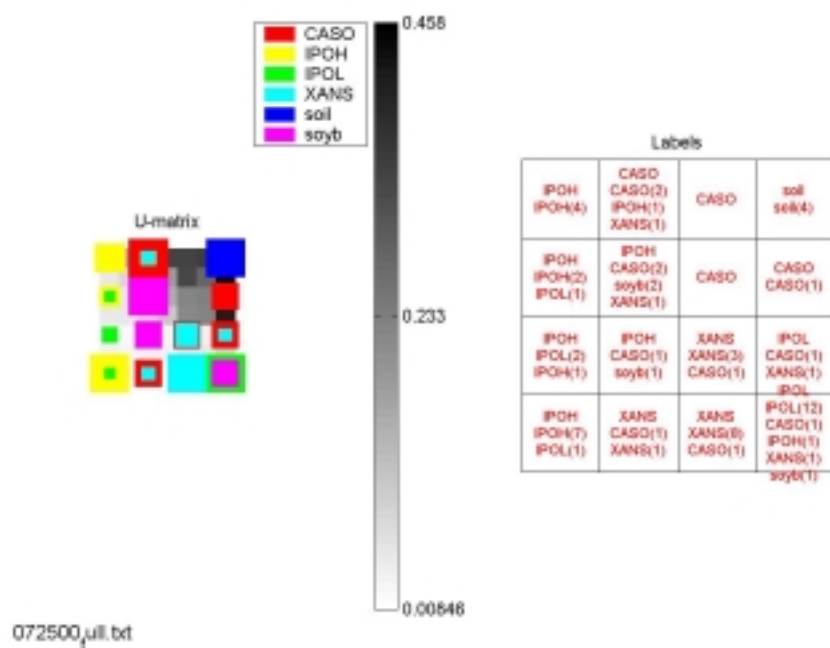 0.458
CASO
IPOH
IPOL
XANS
soil
soyb
U-matrix
0.233
0.00846
Labels
IPOH
IPOH(4)
CASO
CASO(2)
IPOH(1)
XANS(1)
CASO
soil
soil(4)
IPOH
IPOH(2)
IPOL(1)
IPOH
CASO(2)
soyb(2)
XANS(1)
CASO
CASO
CASO(1)
IPOH
IPOL(2)
IPOH(1)
IPOH
CASO(1)
soyb(1)
XANS
XANS(3)
CASO(1)
IPOL
CASO(1)
XANS(1)
IPOH
IPOH(7)
IPOL(1)
XANS
CASO(1)
XANS(1)
XANS
XANS(8)
CASO(1)
IPOL
IPOL(12)
CASO(1)
IPOH(1)
XANS(1)
soyb(1)
072500_full.txt